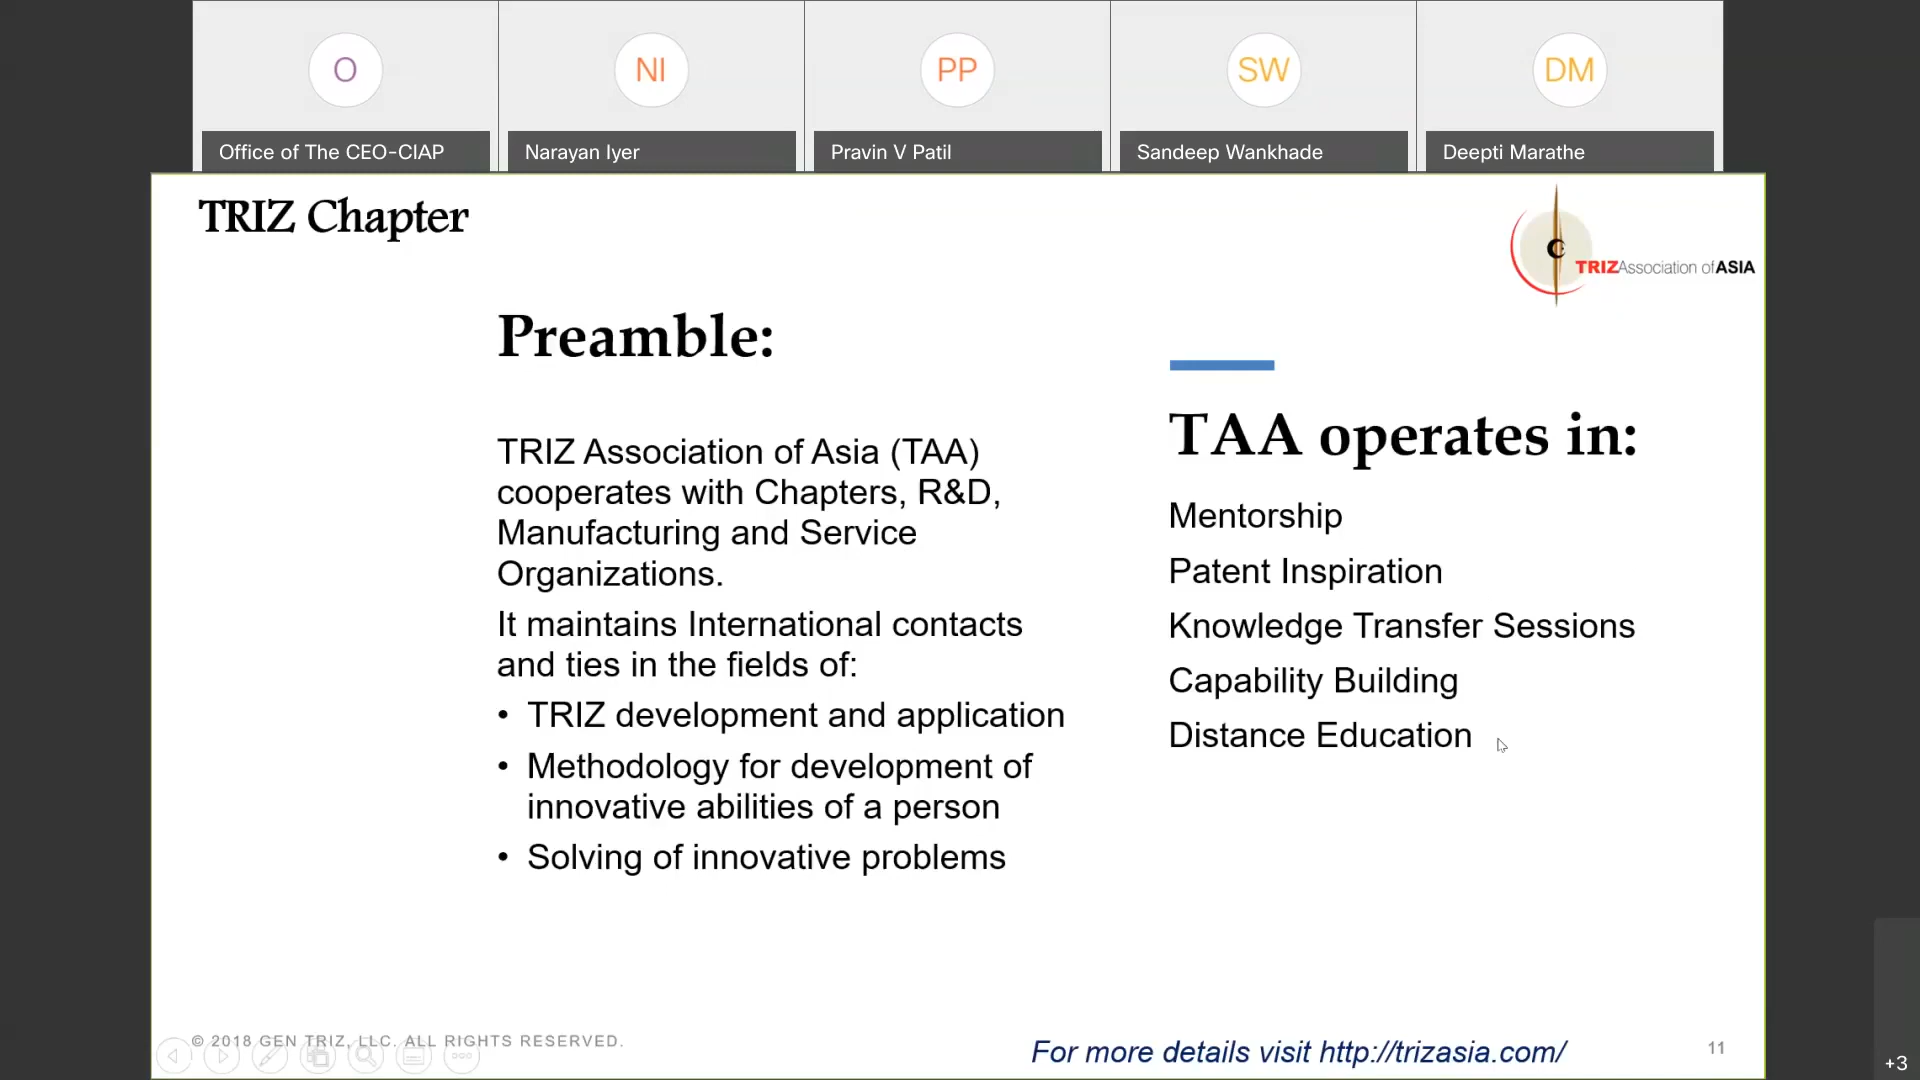 O
NI
PP
SW
DM
Office of The CEO-CIAP
Narayan Iyer
Pravin V Patil
Sandeep Wankhade
Deepti Marathe
TRIZ Chapter
TRIZAssociation ofASIA
Preamble:
TRIZ Association of Asia (TAA)
cooperates with Chapters, R&D,
Manufacturing and Service
Organizations.
It maintains International contacts
and ties in the fields of:
• TRIZ development and application
• Methodology for development of
innovative abilities of a person
• Solving of innovative problems
TAA operates in:
Mentorship
Patent Inspiration
Knowledge Transfer Sessions
Capability Building
Distance Education
© 2018 GEN TRIZ, LLC. ALL RIGHTS RESERVED.
For more details visit http://trizasia.com/
11
+3